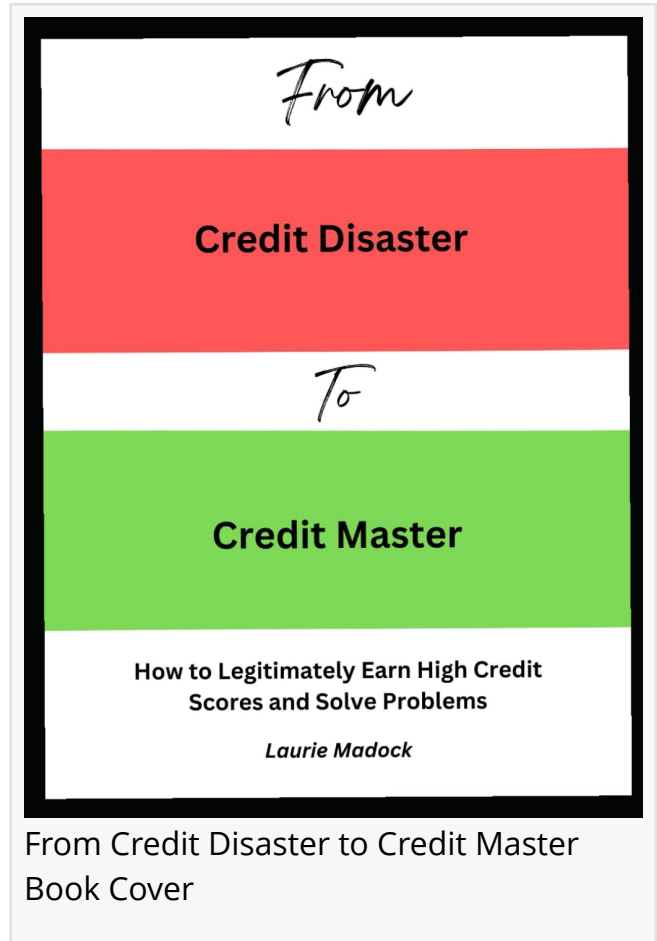 From
Credit Disaster
To
Credit Master
How to Legitimately Earn High Credit
Scores and Solve Problems
Laurie Madock
From Credit Disaster to Credit Master
Book Cover